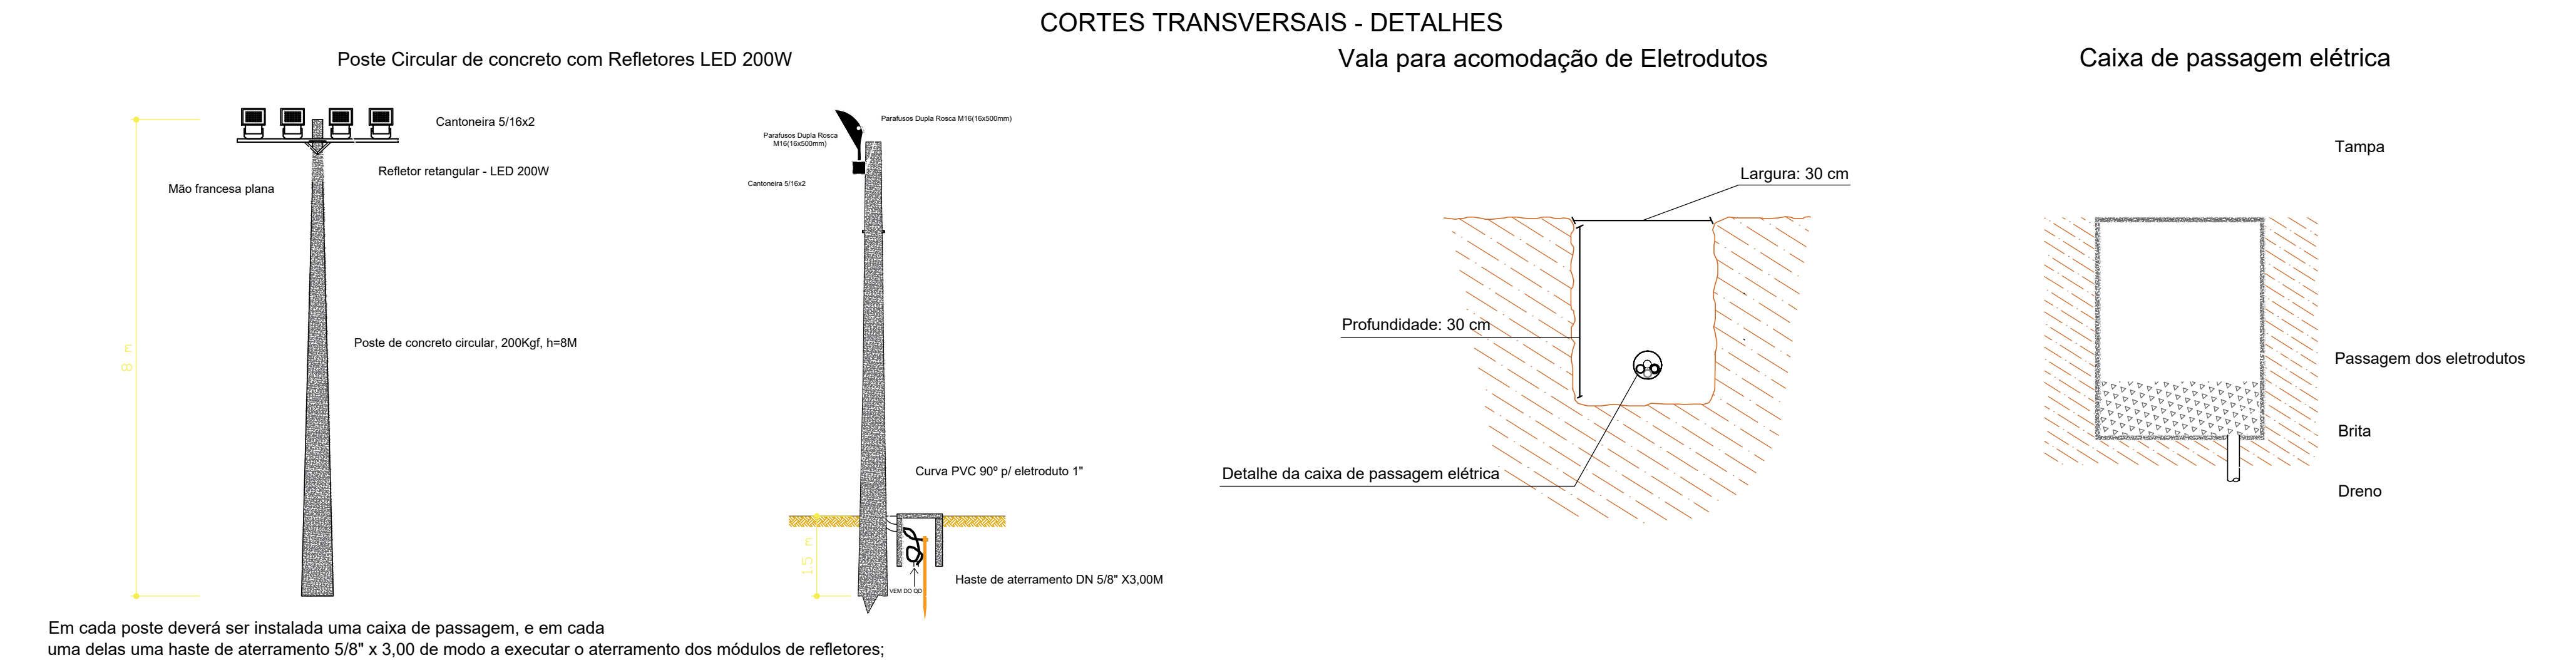 CORTES TRANSVERSAIS - DETALHES
Poste Circular de concreto com Refletores LED 200W
Cantoneira 5/16x2
Refletor retangular - LED 200W
Mão francesa plana
8 m
Poste de concreto circular, 200Kgf, h=8M
Parafusos Dupla Rosca M16(16x500mm)
Parafusos Dupla Rosca
M16(16x500mm)
Cantoneira 5/16x2
Curva PVC 90º p/ eletroduto 1"
1.5 m
VEM DO QD
Haste de aterramento DN 5/8" X3,00M
Em cada poste deverá ser instalada uma caixa de passagem, e em cada
uma delas uma haste de aterramento 5/8" x 3,00 de modo a executar o aterramento dos módulos de refletores;
Vala para acomodação de Eletrodutos
Largura: 30 cm
Profundidade: 30 cm
Detalhe da caixa de passagem elétrica
Caixa de passagem elétrica
Tampa
Passagem dos eletrodutos
Brita
Dreno